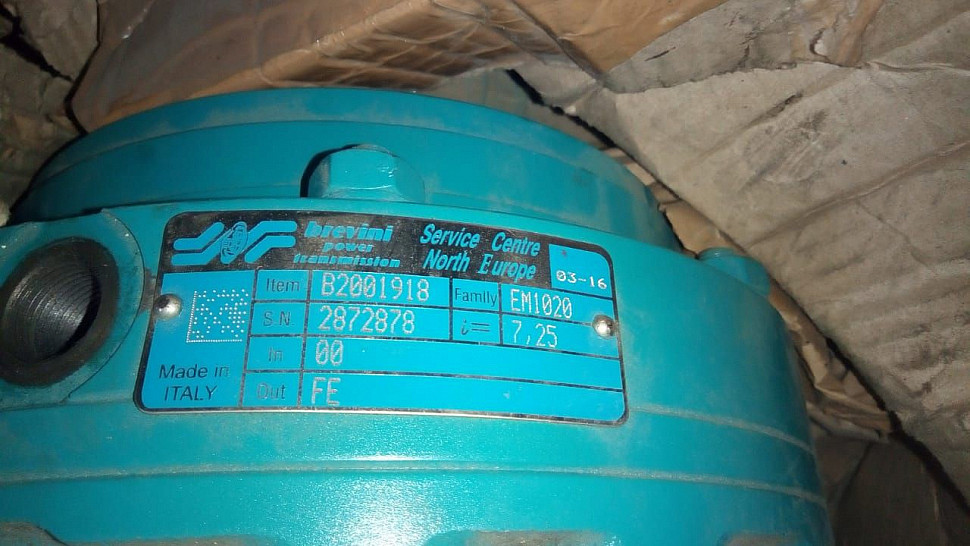 brevini
power
transmission
Service Centre
North Europe
03-16
Item B2001918 Family EM1020
S.N. 2872878 i= 7,25
In 00
Out FE
Made in
ITALY